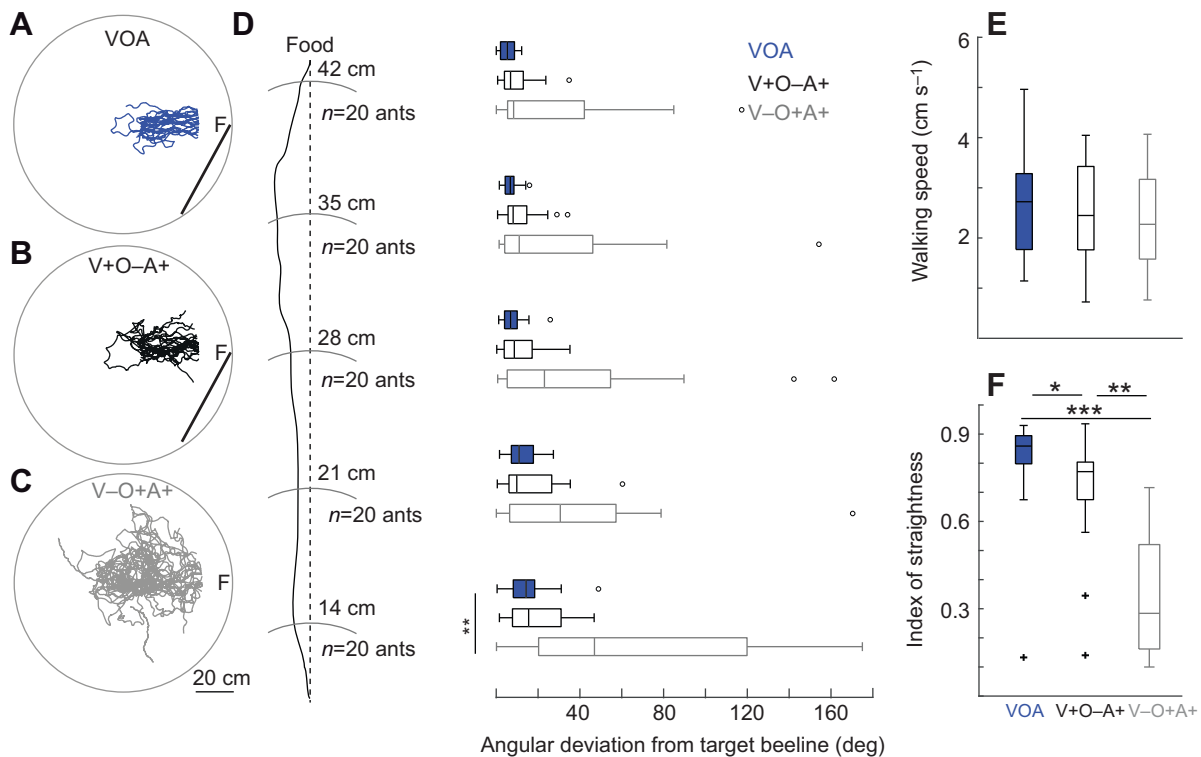 A
VOA
F
B
V+O–A+
F
C
V–O+A+
F
20 cm
D
Food
42 cm
n=20 ants
35 cm
n=20 ants
28 cm
n=20 ants
21 cm
n=20 ants
14 cm
n=20 ants
VOA
V+O–A+
V–O+A+
**
40 80 120 160
Angular deviation from target beeline (deg)
E
6
4
2
Walking speed (cm s–1)
F
* **
***
0.9
0.6
0.3
Index of straightness
VOA V+O–A+ V–O+A+